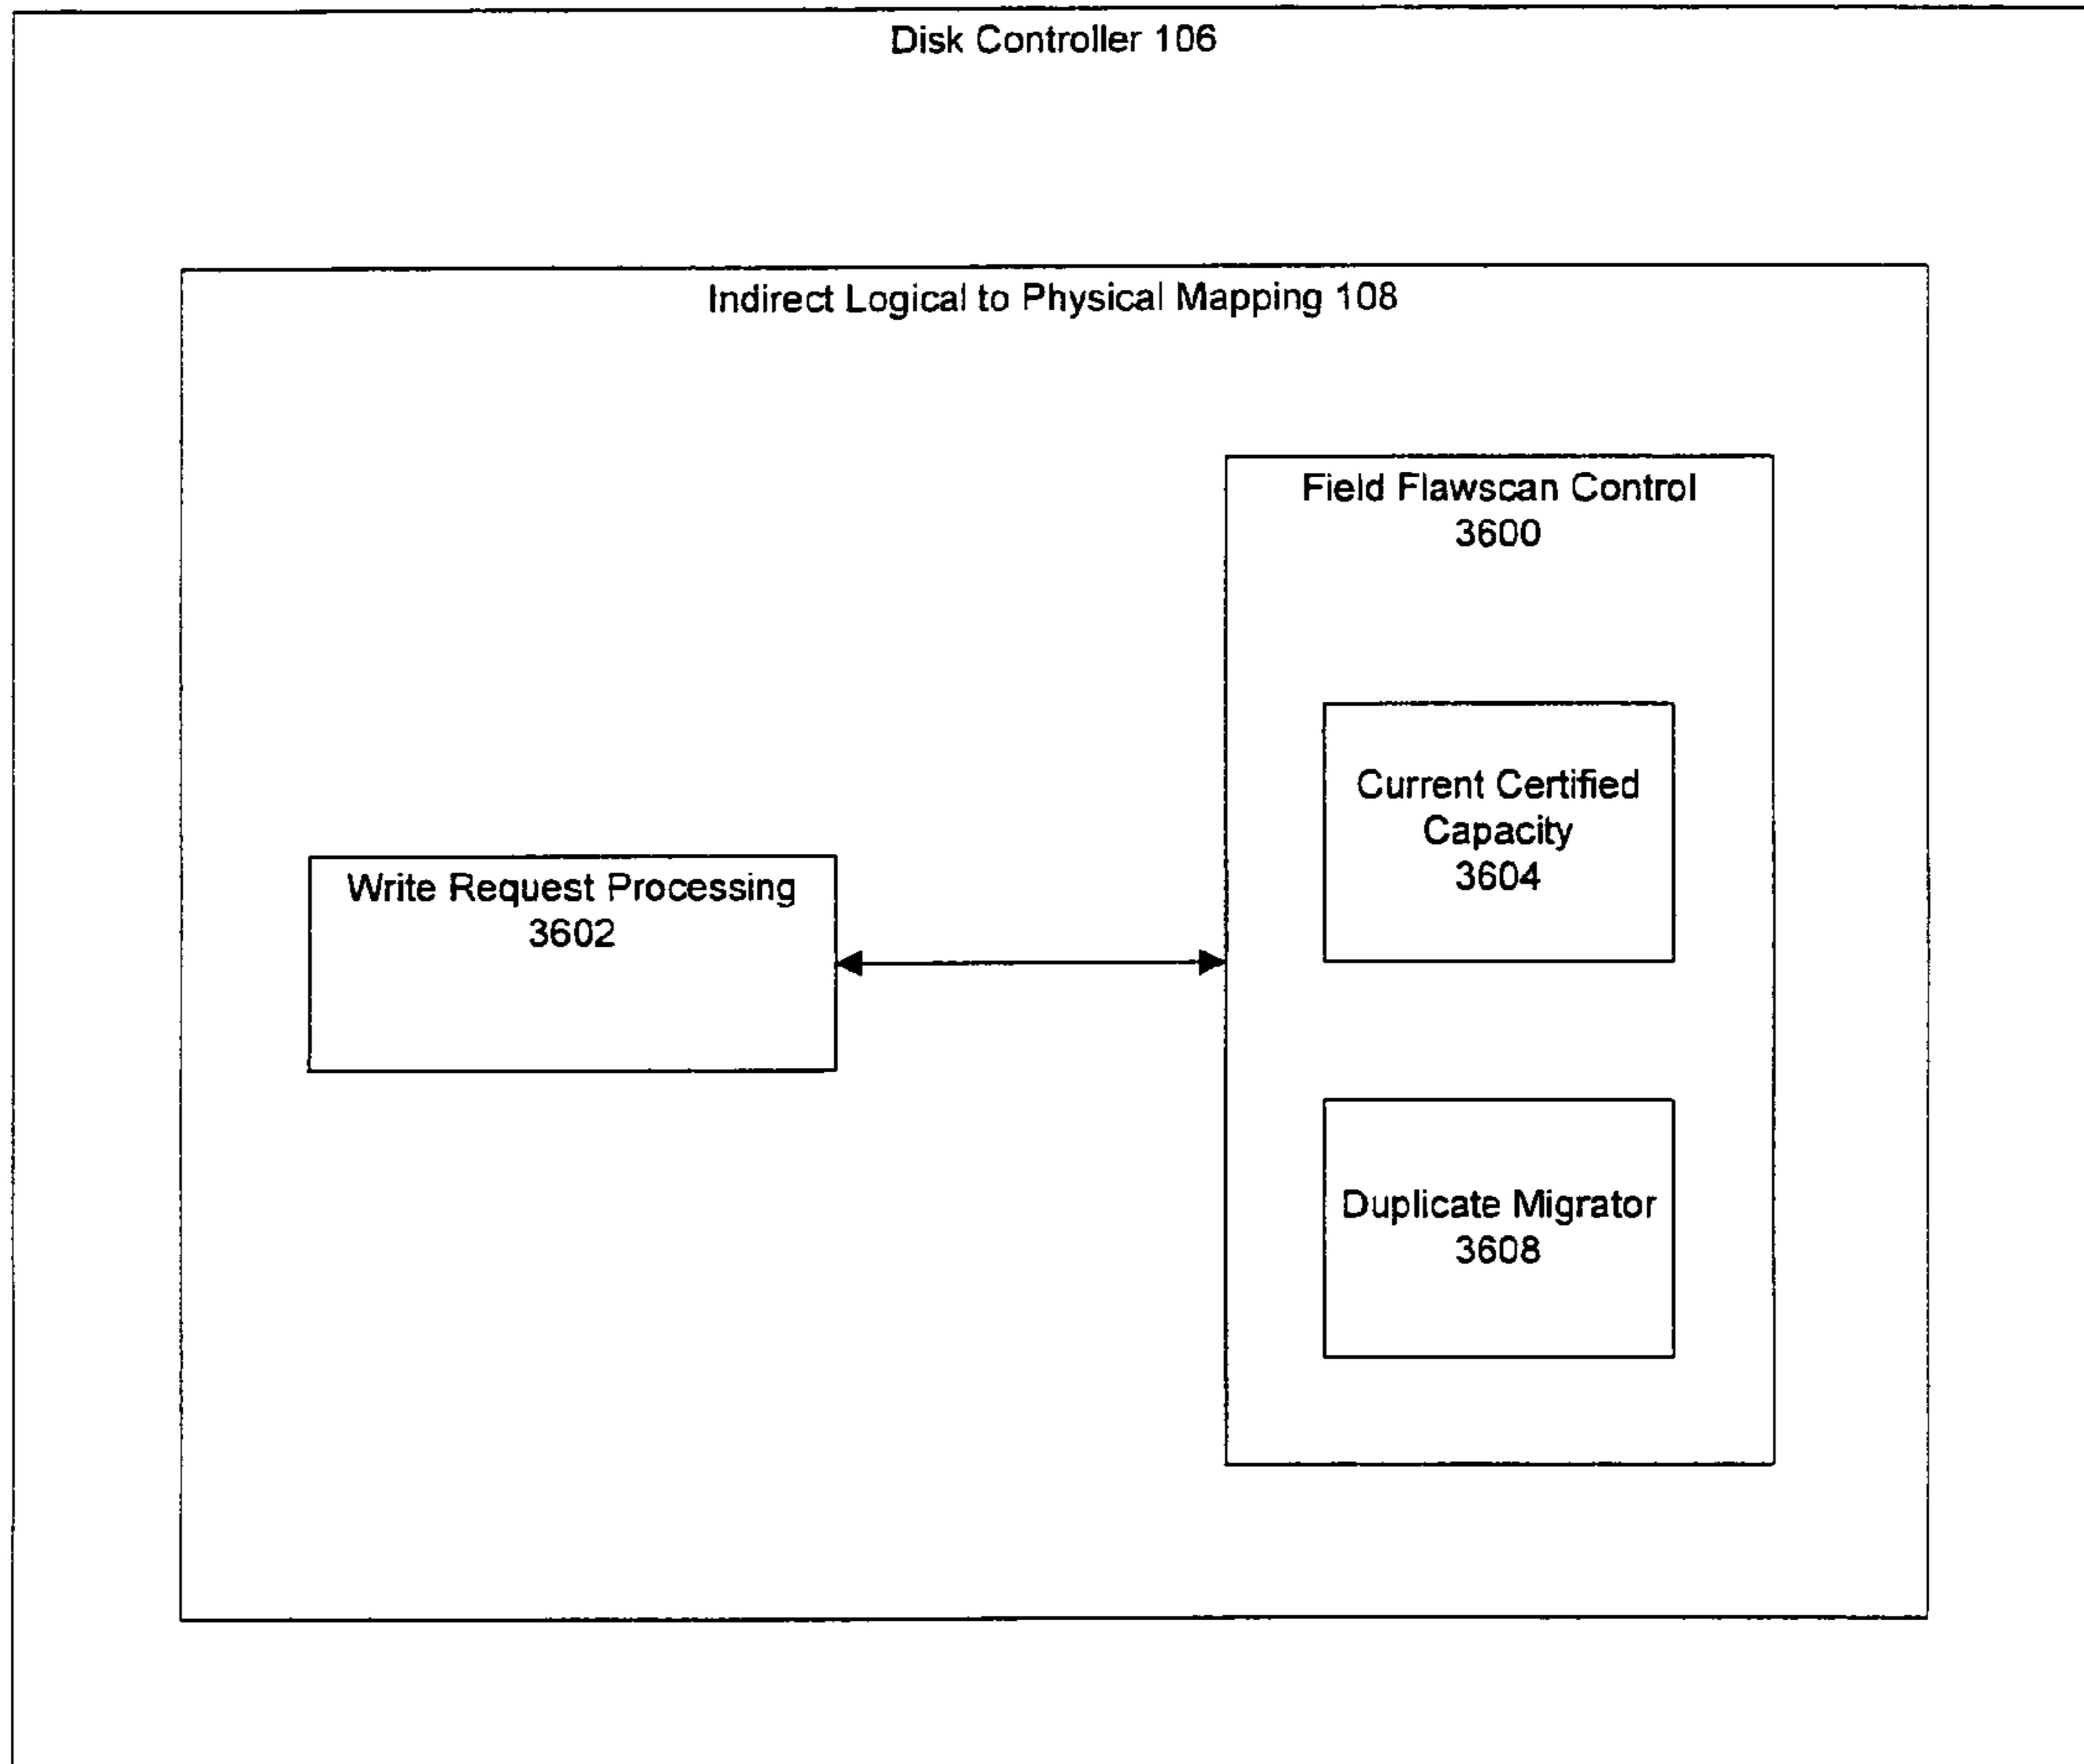 Disk Controller 106
Indirect Logical to Physical Mapping 108
Field Flawscan Control
3600
Current Certified
Capacity
3604
Write Request Processing
3602
Duplicate Migrator
3608